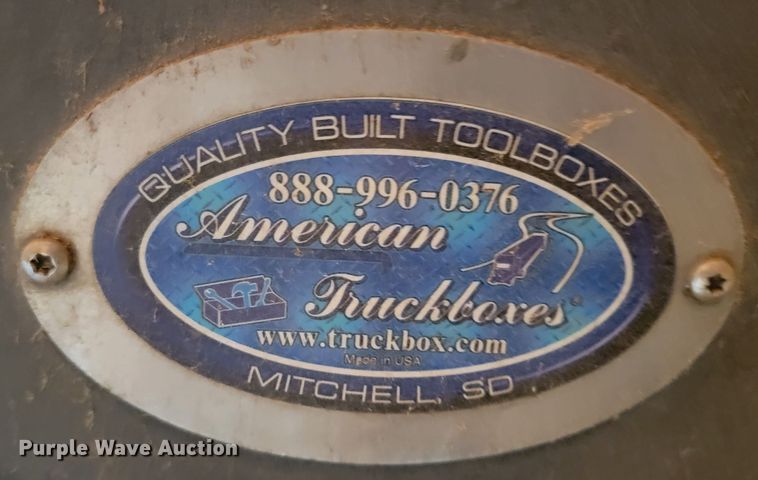 QUALITY BUILT TOOLBOXES
888-996-0376
American
Truckboxes
www.truckbox.com
Made in USA
MITCHELL, SD
Purple Wave Auction